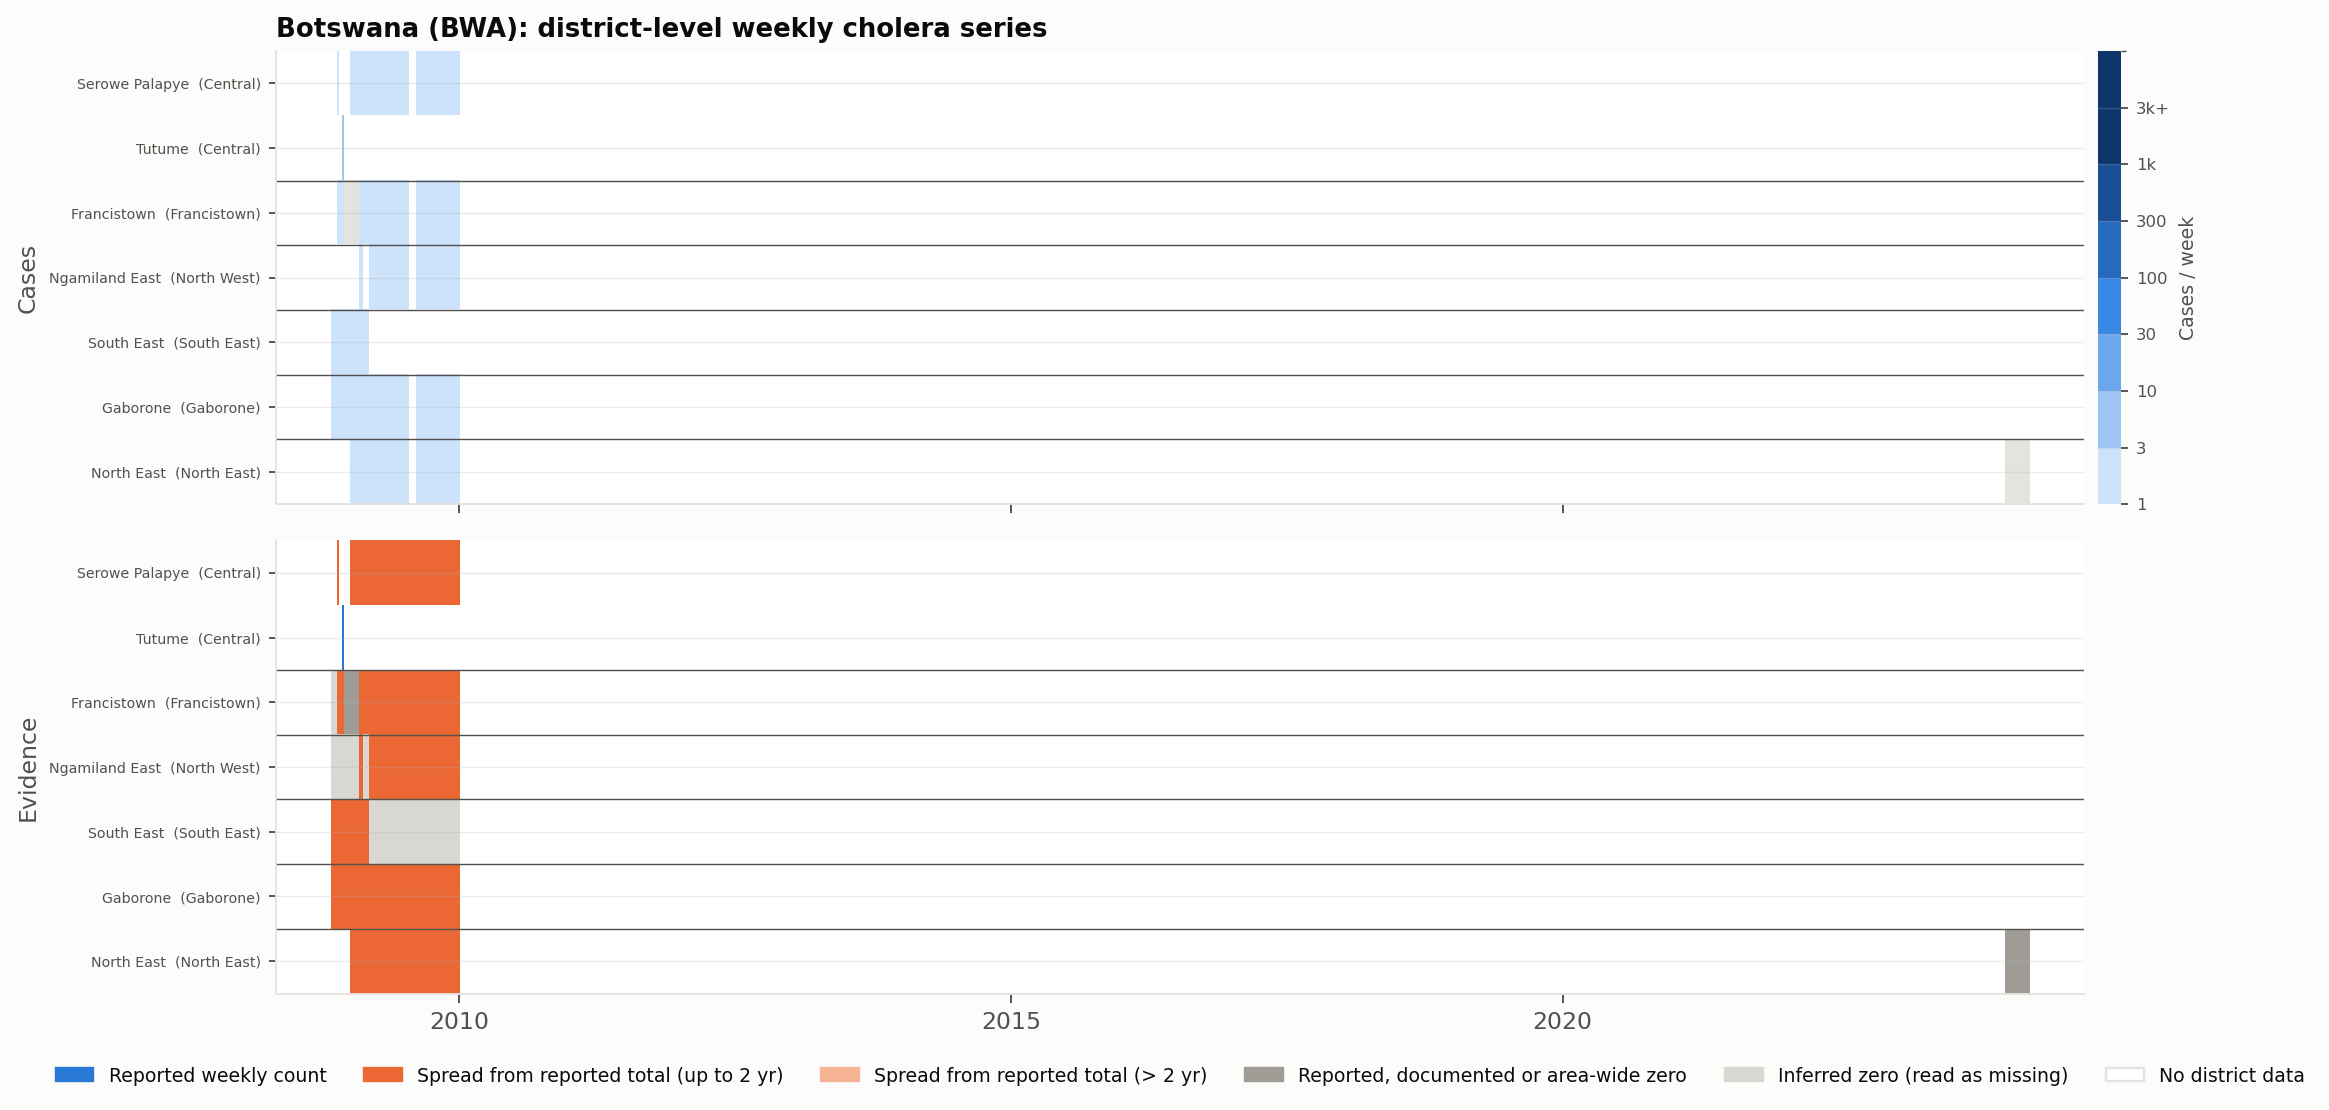 Botswana (BWA): district-level weekly cholera series
Cases
Serowe Palapye (Central)
Tutume (Central)
Francistown (Francistown)
Ngamiland East (North West)
South East (South East)
Gaborone (Gaborone)
North East (North East)
3k+
1k
300
100
30
10
3
1
Cases / week
Evidence
Serowe Palapye (Central)
Tutume (Central)
Francistown (Francistown)
Ngamiland East (North West)
South East (South East)
Gaborone (Gaborone)
North East (North East)
2010 2015 2020
Reported weekly count Spread from reported total (up to 2 yr) Spread from reported total (> 2 yr) Reported, documented or area-wide zero Inferred zero (read as missing) No district data